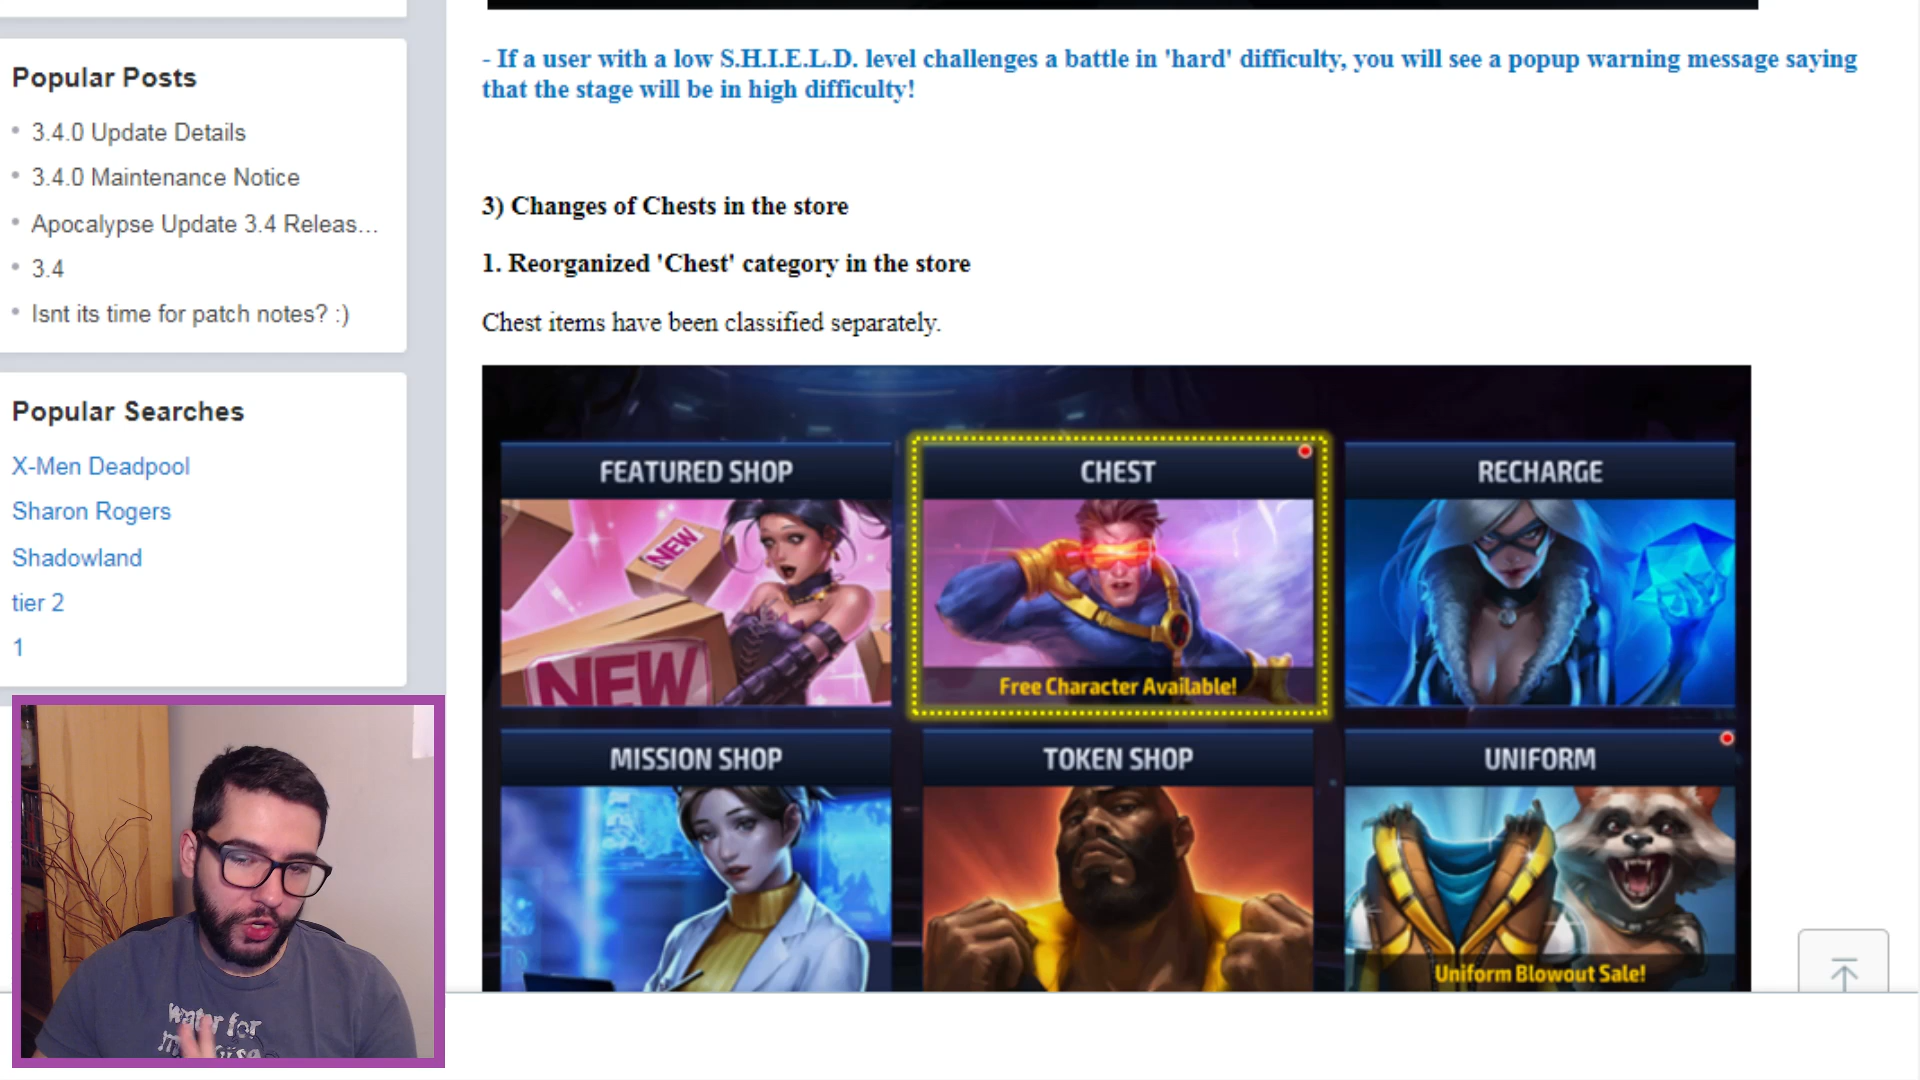 Popular Posts
3.4.0 Update Details
3.4.0 Maintenance Notice
Apocalypse Update 3.4 Releas...
3.4
Isnt its time for patch notes? :)
Popular Searches
X-Men Deadpool
Sharon Rogers
Shadowland
tier 2
1
- If a user with a low S.H.I.E.L.D. level challenges a battle in 'hard' difficulty, you will see a popup warning message saying
that the stage will be in high difficulty!
3) Changes of Chests in the store
1. Reorganized 'Chest' category in the store
Chest items have been classified separately.
FEATURED SHOP
NEW
NEW
CHEST
Free Character Available!
RECHARGE
MISSION SHOP
TOKEN SHOP
UNIFORM
Uniform Blowout Sale!
water for